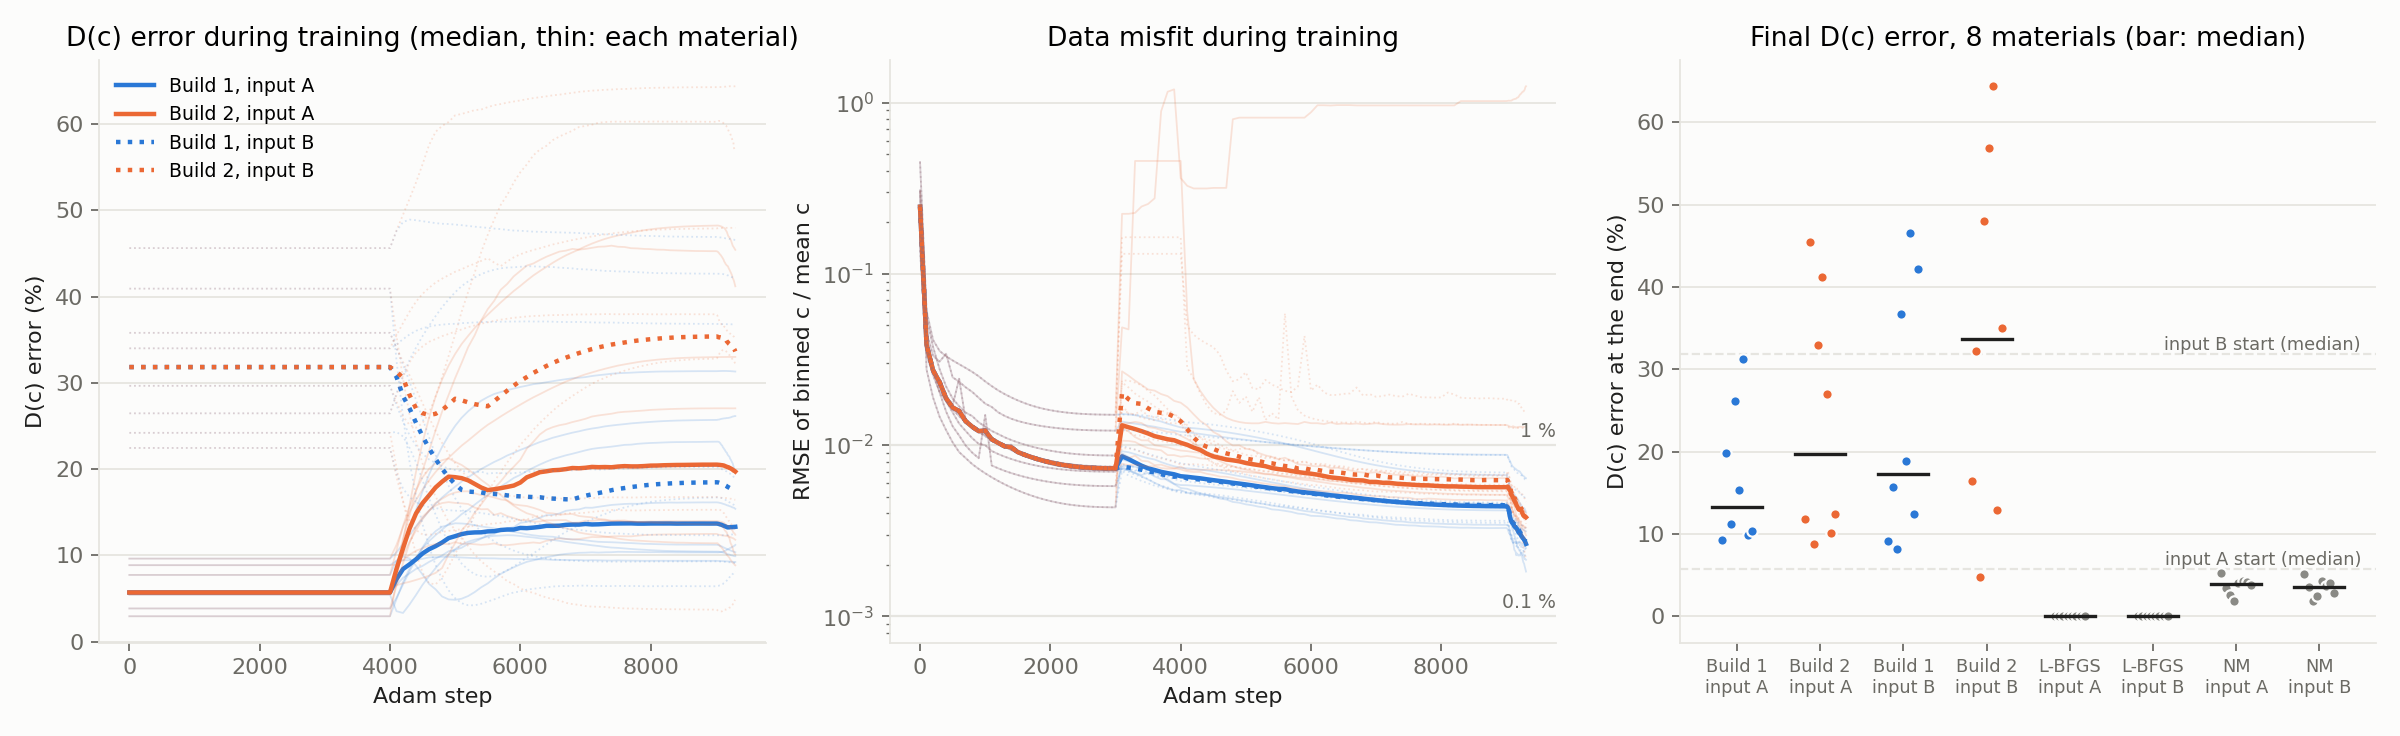 D(c) error during training (median, thin: each material)
Build 1, input A
Build 2, input A
Build 1, input B
Build 2, input B
D(c) error (%)
60
50
40
30
20
10
0
0 2000 4000 6000 8000
Adam step
Data misfit during training
RMSE of binned c / mean c
10⁰
10⁻¹
10⁻²
10⁻³
1 %
0.1 %
0 2000 4000 6000 8000
Adam step
Final D(c) error, 8 materials (bar: median)
D(c) error at the end (%)
60
50
40
30
20
10
0
input B start (median)
input A start (median)
Build 1 Build 2 Build 1 Build 2 L-BFGS L-BFGS NM NM
input A input A input B input B input A input B input A input B